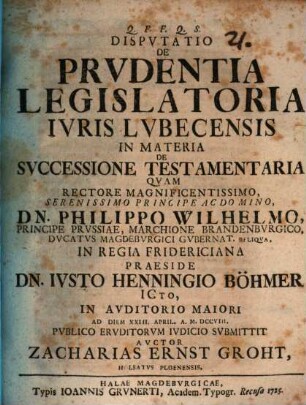 Q. F. F. Q. S.
21.
DISPVTATIO
DE
PRVDENTIA
LEGISLATORIA
IVRIS LVBECENSIS
IN MATERIA
DE
SVCCESSIONE TESTAMENTARIA
QVAM
RECTORE MAGNIFICENTISSIMO,
SERENISSIMO PRINCIPE AC DOMINO,
DN. PHILIPPO WILHELMO,
PRINCIPE PRVSSIAE, MARCHIONE BRANDENBVRGICO,
DVCATVS MAGDEBVRGICI GVBERNAT. RELIQVA,
IN REGIA FRIDERICIANA
PRAESIDE
DN. IVSTO HENNINGIO BÖHMER
ICTO,
IN AVDITORIO MAIORI
AD DIEM XXIII. APRIL. A. M. DCCVIII.
PVBLICO ERVDITORVM IVDICIO SVBMITTIT
AVCTOR
ZACHARIAS ERNST GROHT,
HOLSATVS PLOENENSIS.
HALAE MAGDEBVRGICAE,
Typis IOANNIS GRVNERTI, Academ. Typogr. Recusa 1725.